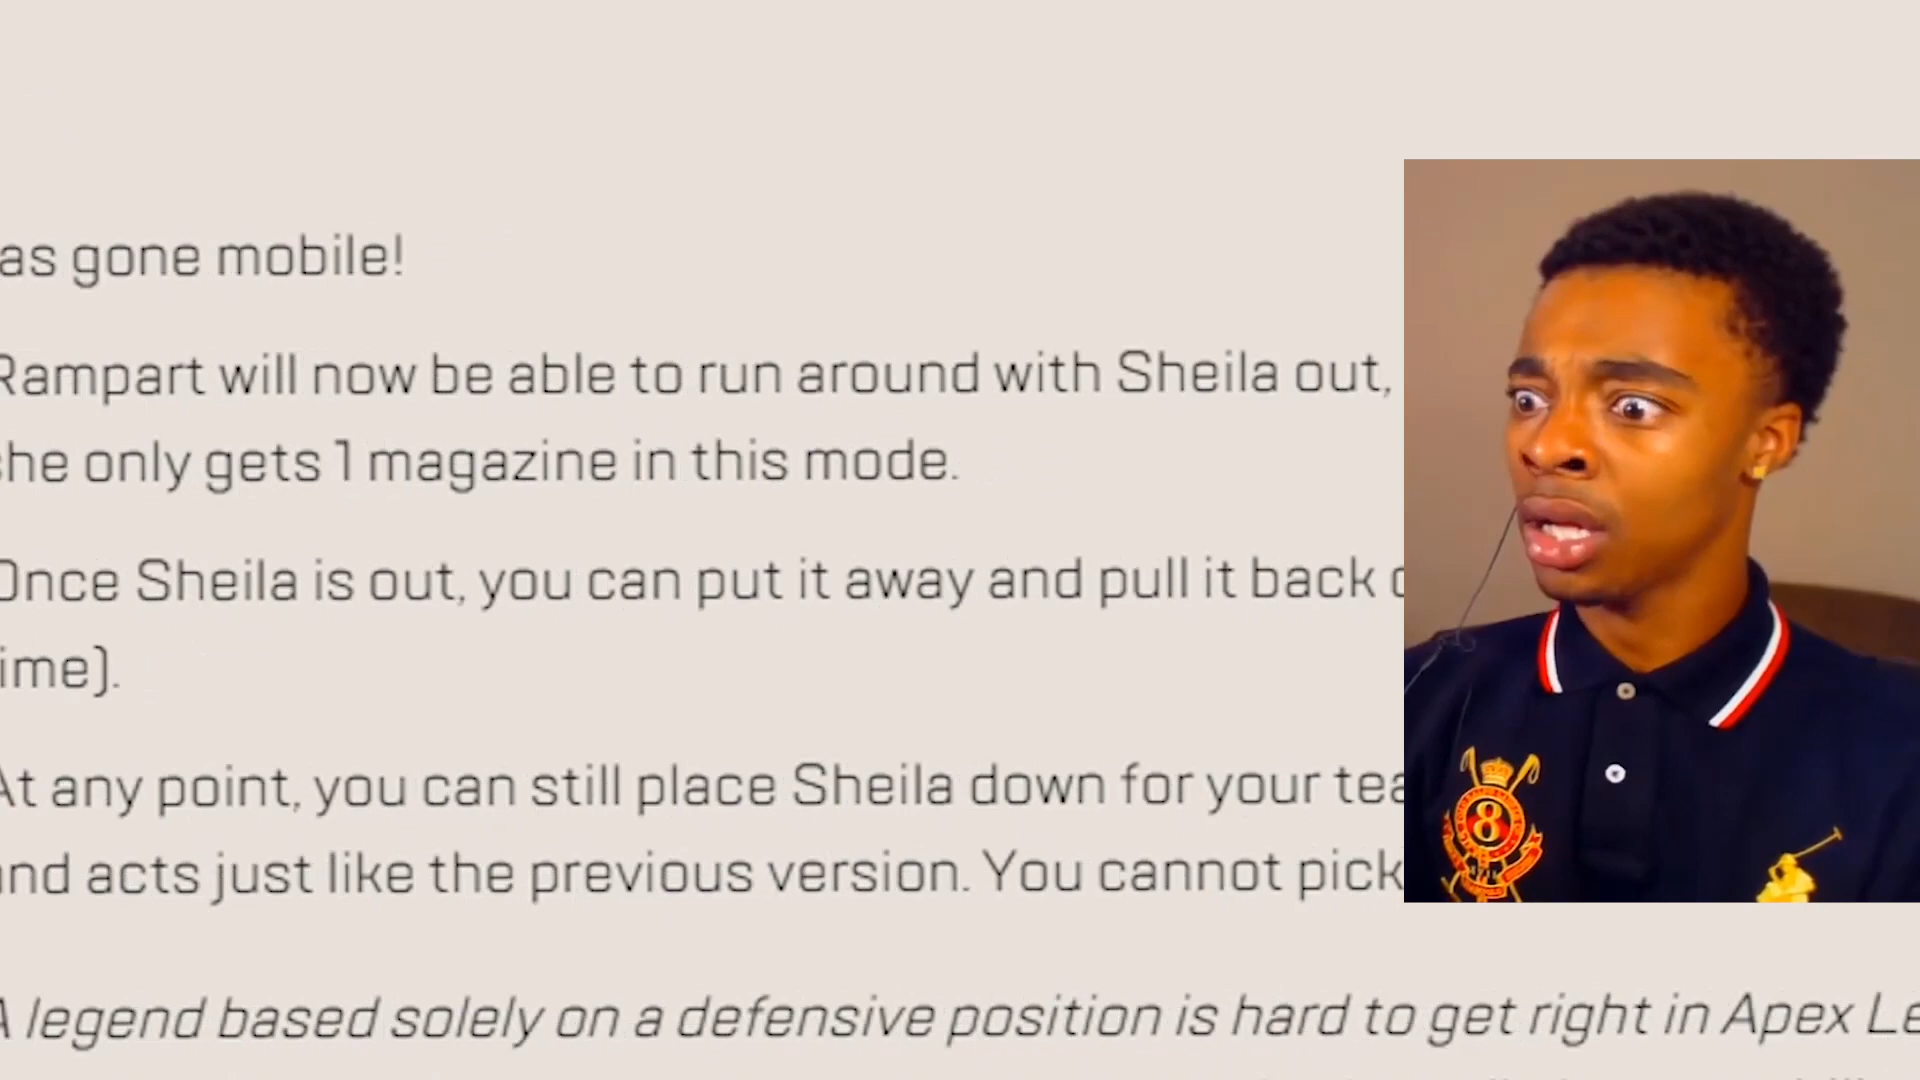 as gone mobile!
Rampart will now be able to run around with Sheila out,
she only gets 1 magazine in this mode.
Once Sheila is out, you can put it away and pull it back
ime).
At any point, you can still place Sheila down for your tea
and acts just like the previous version. You cannot pick
A legend based solely on a defensive position is hard to get right in Apex Le
8